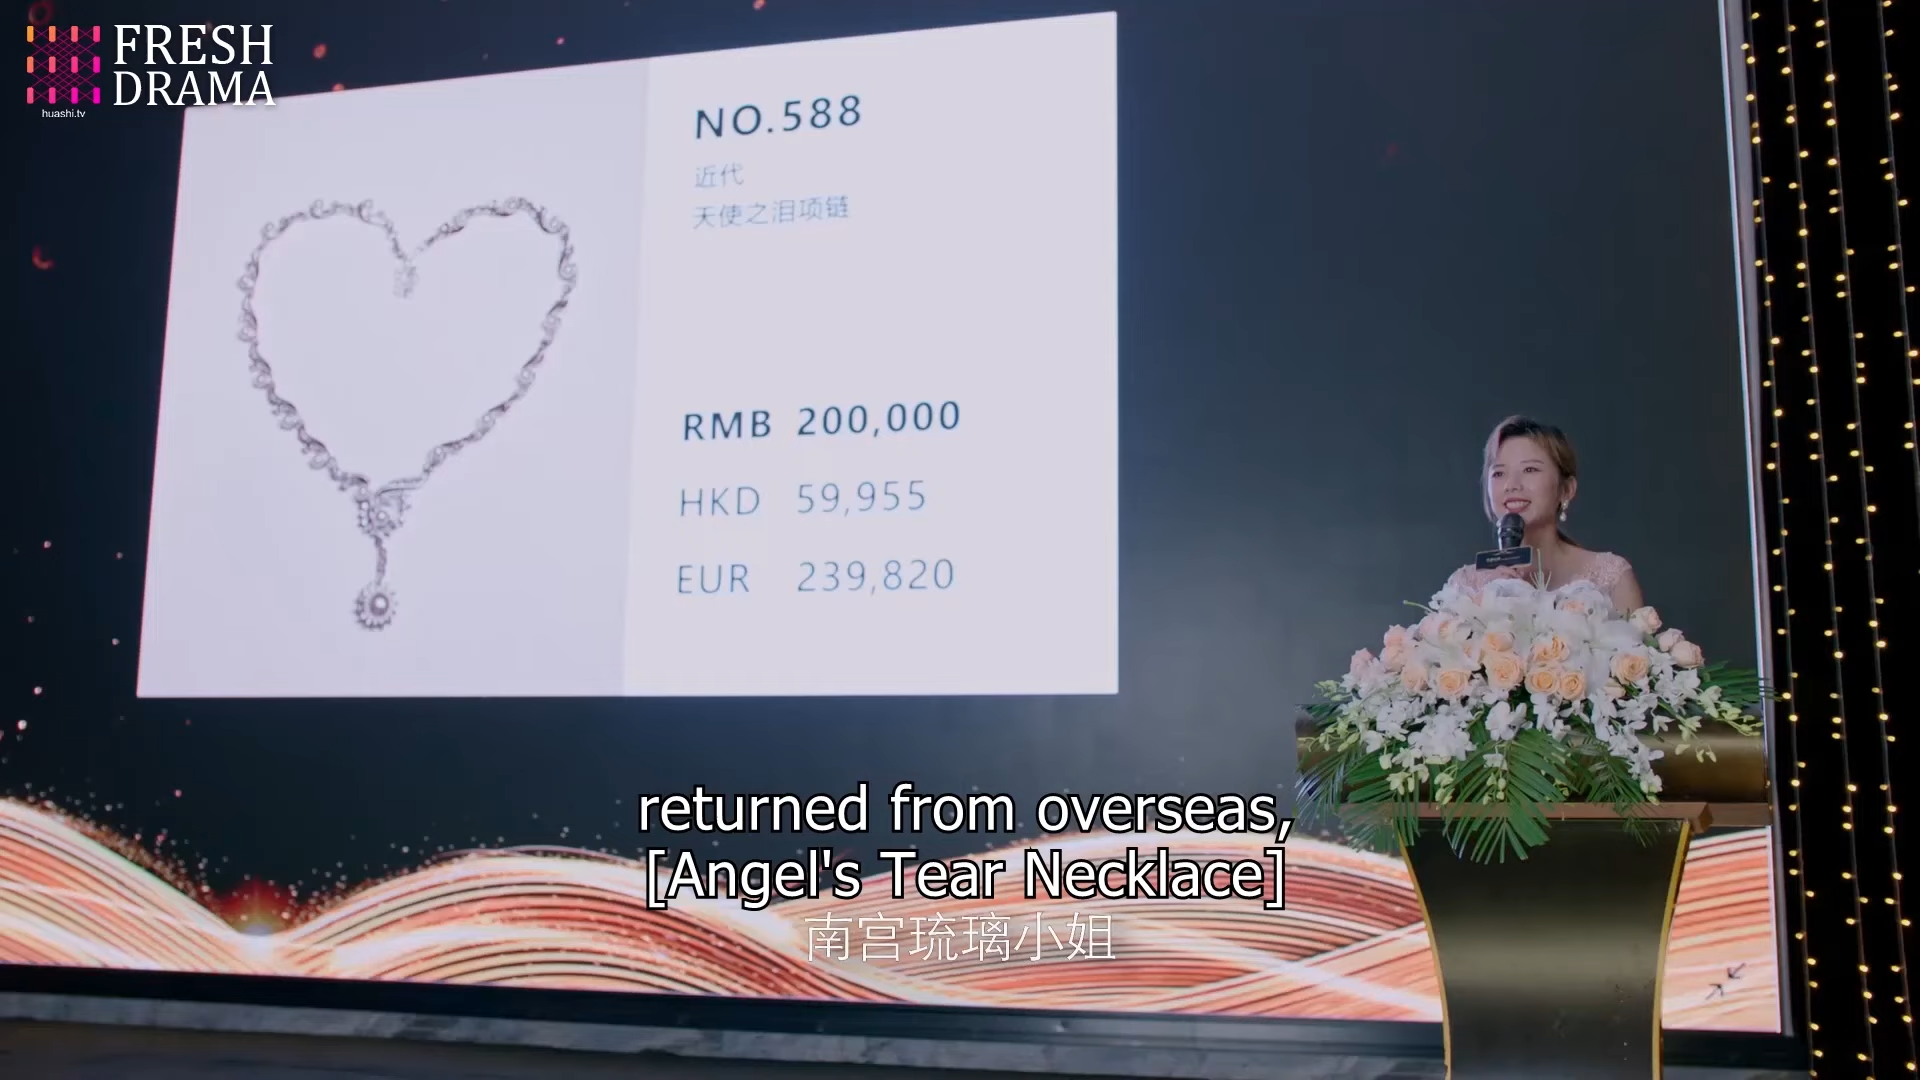 FRESH
DRAMA
huashi.tv
NO.588
近代
天使之泪项链
RMB 200,000
HKD 59,955
EUR 239,820
returned from overseas,
[Angel's Tear Necklace]
南宫琉璃小姐